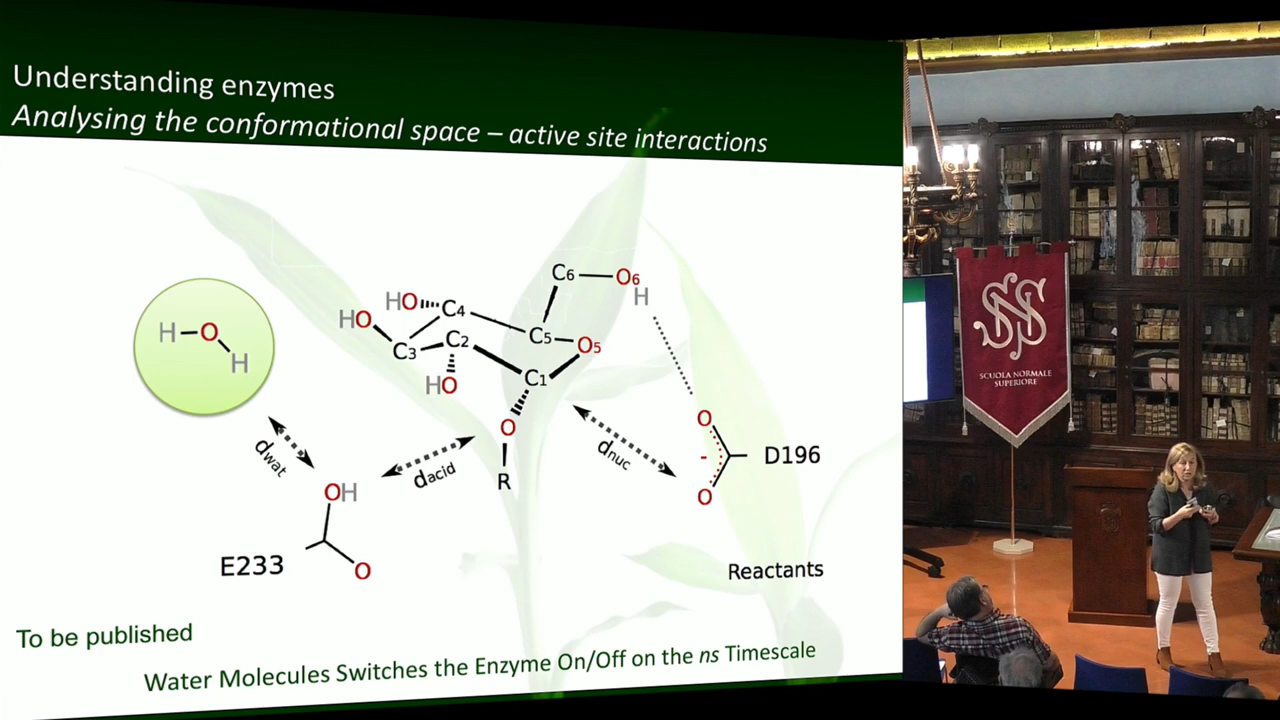 Understanding enzymes
Analysing the conformational space – active site interactions
C6 O6
H
HO C4
HO
C5 O5
C3 C2
HO C1
H O
H
O
R
dwat
dacid
dnuc
OH
O
E233
O
-
O
D196
Reactants
To be published
Water Molecules Switches the Enzyme On/Off on the ns Timescale
SNS
SCUOLA NORMALE
SUPERIORE